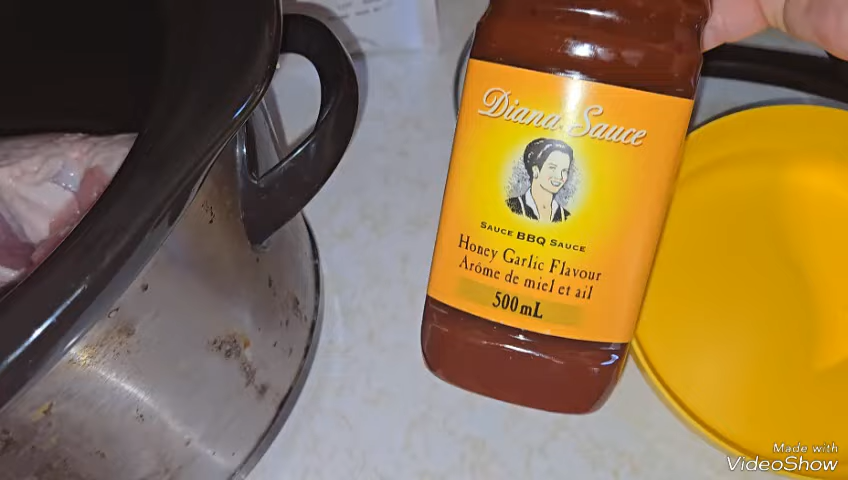 Diana Sauce
SAUCE BBQ SAUCE
Honey Garlic Flavour
Arôme de miel et ail
500 mL
Made with
VideoShow